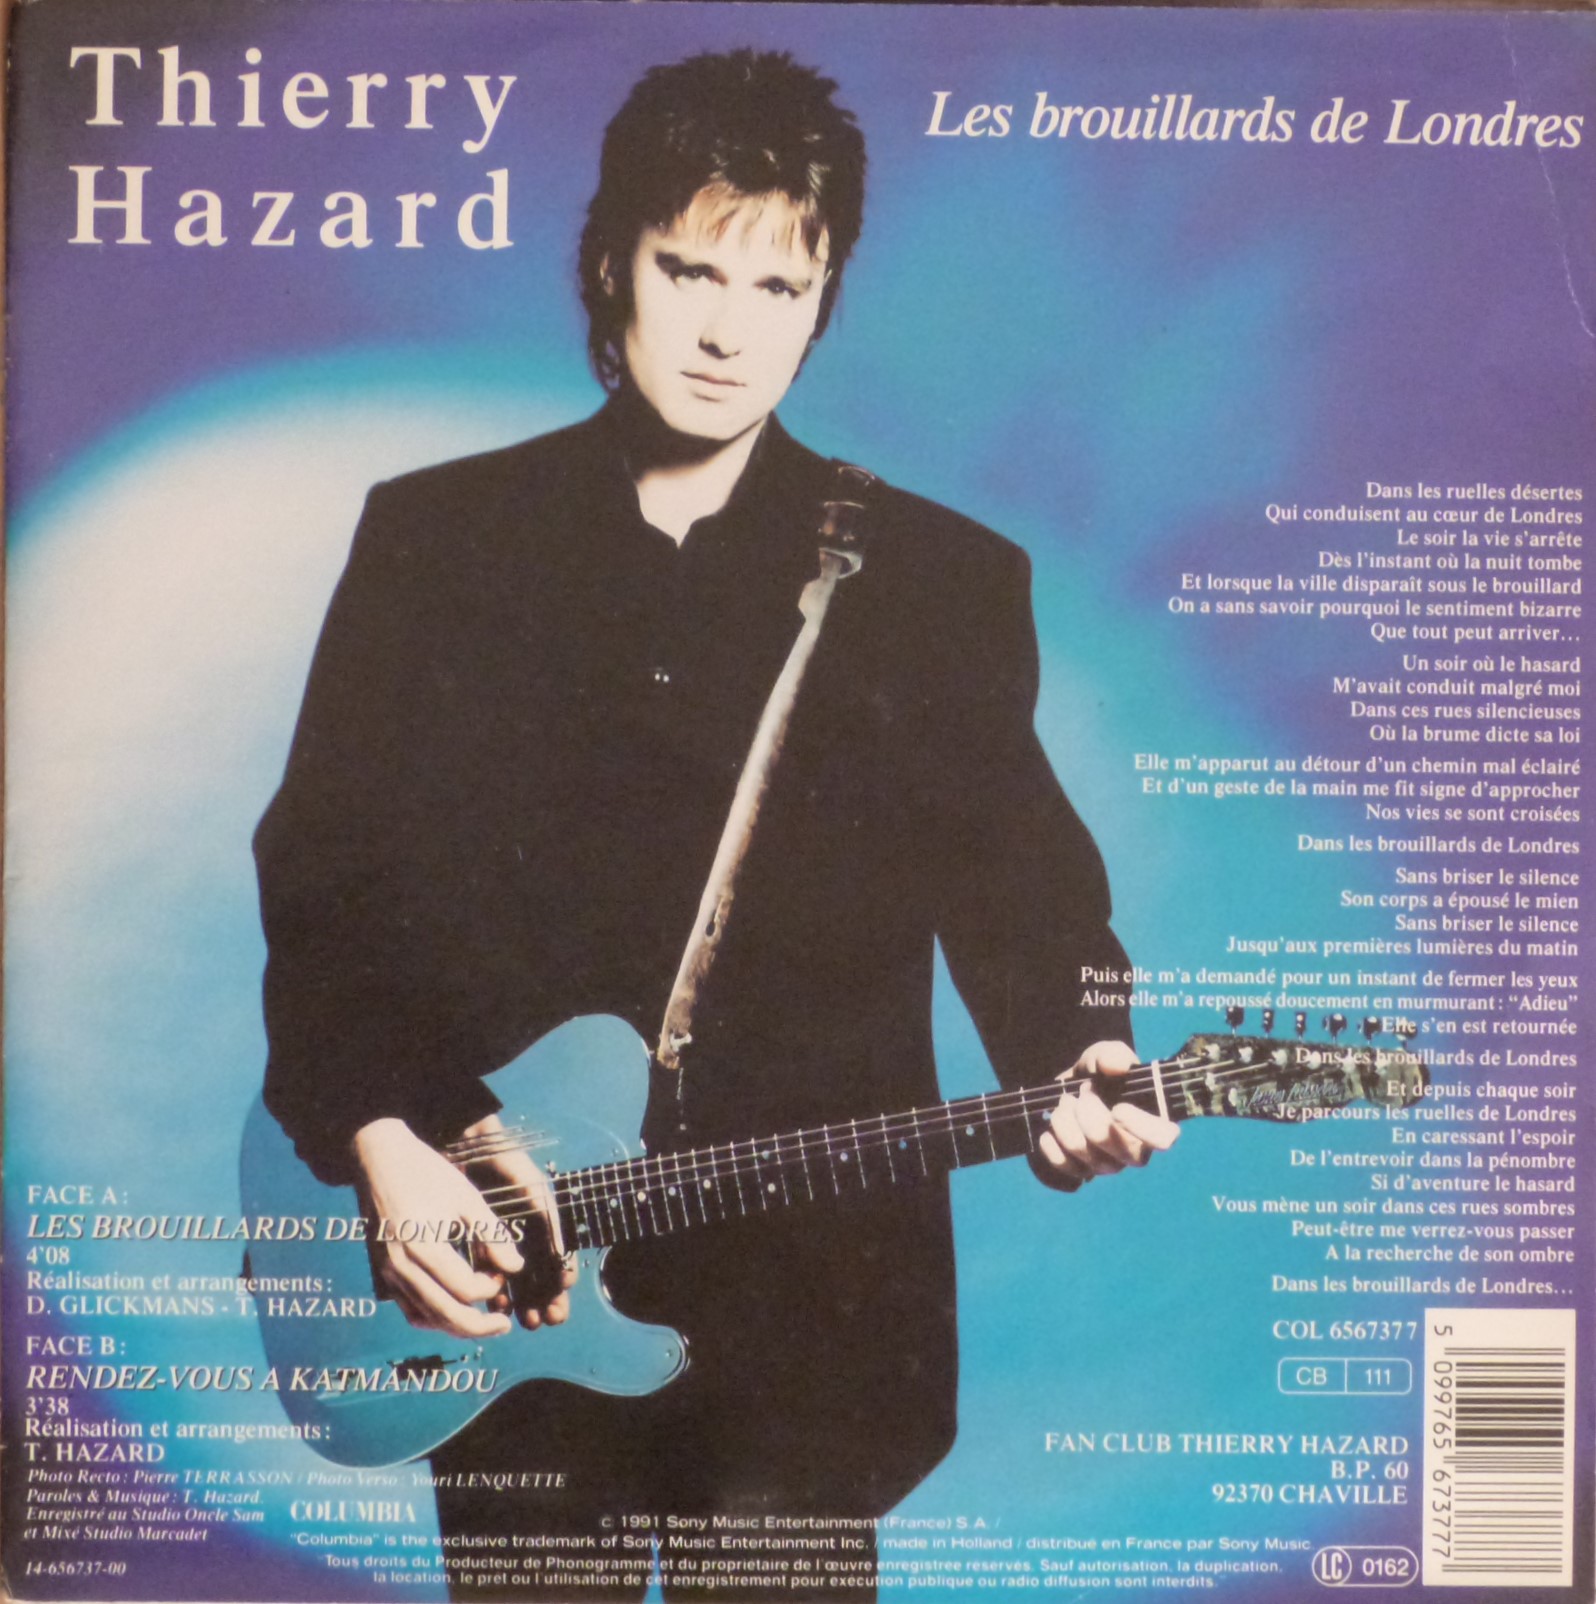 Thierry
Hazard
Les brouillards de Londres
Dans les ruelles désertes
Qui conduisent au cœur de Londres
Le soir la vie s'arrête
Dès l'instant où la nuit tombe
Et lorsque la ville disparaît sous le brouillard
On a sans savoir pourquoi le sentiment bizarre
Que tout peut arriver...
Un soir où le hasard
M'avait conduit malgré moi
Dans ces rues silencieuses
Où la brume dicte sa loi
Elle m'apparut au détour d'un chemin mal éclairé
Et d'un geste de la main me fit signe d'approcher
Nos vies se sont croisées
Dans les brouillards de Londres
Sans briser le silence
Son corps a épousé le mien
Sans briser le silence
Jusqu'aux premières lumières du matin
Puis elle m'a demandé pour un instant de fermer les yeux
Alors elle m'a repoussé doucement en murmurant : "Adieu"
Elle s'en est retournée
Dans les brouillards de Londres
Et depuis chaque soir
Je parcours les ruelles de Londres
En caressant l'espoir
De l'entrevoir dans la pénombre
Si d'aventure le hasard
Vous mène un soir dans ces rues sombres
Peut-être me verrez-vous passer
A la recherche de son ombre
Dans les brouillards de Londres...
FACE A :
LES BROUILLARDS DE LONDRES
4'08
Réalisation et arrangements :
D. GLICKMANS - T. HAZARD
FACE B :
RENDEZ-VOUS A KATMANDOU
3'38
Réalisation et arrangements :
T. HAZARD
Photo Recto : Pierre TERRASSON / Photo Verso : Youri LENQUETTE
Paroles & Musique : T. Hazard.
Enregistré au Studio Oncle Sam
et Mixé Studio Marcadet
14-656737-00
COLUMBIA
COL 6567377
CB 111
FAN CLUB THIERRY HAZARD
B.P. 60
92370 CHAVILLE
5 099765 673777
c 1991 Sony Music Entertainment (France) S.A. /
"Columbia" is the exclusive trademark of Sony Music Entertainment Inc. / made in Holland / distribué en France par Sony Music.
Tous droits du Producteur de Phonogramme et du propriétaire de l'œuvre enregistrée réservés. Sauf autorisation, la duplication,
la location, le prêt ou l'utilisation de cet enregistrement pour exécution publique ou radio diffusion sont interdits.
LC 0162